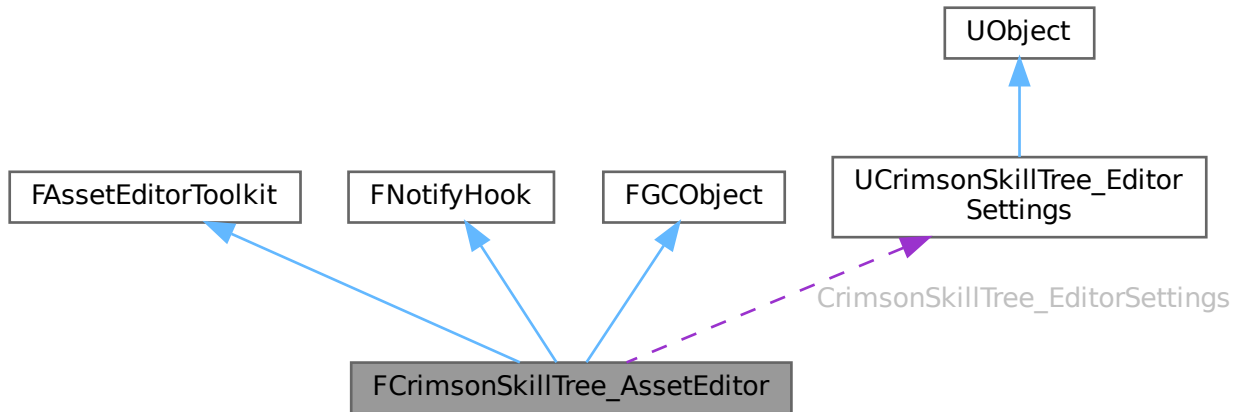 UObject
FAssetEditorToolkit
FNotifyHook
FGCObject
UCrimsonSkillTree_Editor
Settings
CrimsonSkillTree_EditorSettings
FCrimsonSkillTree_AssetEditor